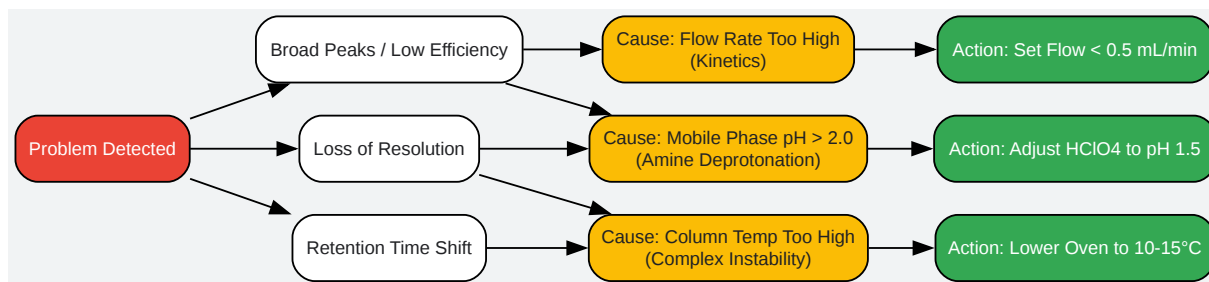 Broad Peaks / Low Efficiency
Cause: Flow Rate Too High
(Kinetics)
Action: Set Flow < 0.5 mL/min
Problem Detected
Loss of Resolution
Cause: Mobile Phase pH > 2.0
(Amine Deprotonation)
Action: Adjust HClO4 to pH 1.5
Retention Time Shift
Cause: Column Temp Too High
(Complex Instability)
Action: Lower Oven to 10-15°C